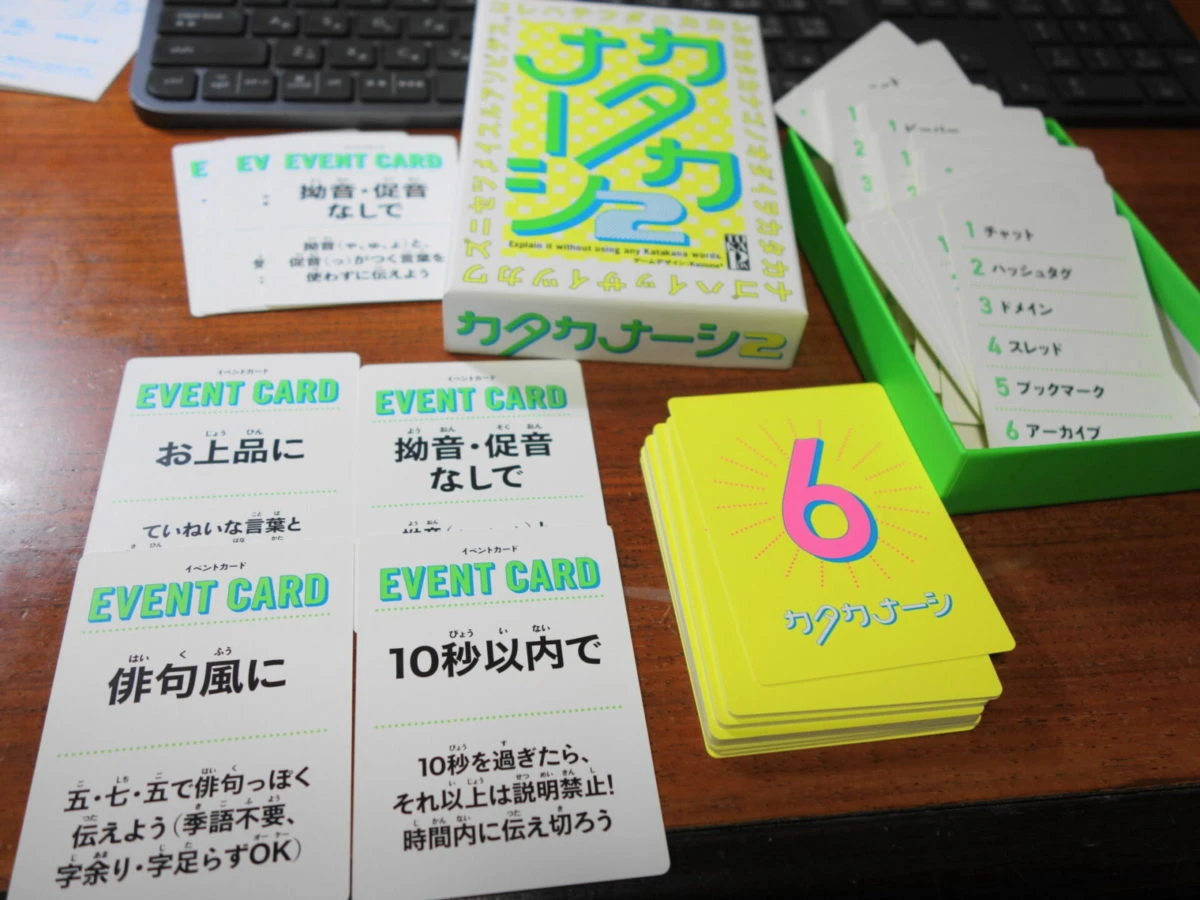 EVENT CARD
拗音・促音
なしで
拗音(ゃ、ゅ、ょ)と、
促音(っ)がつく言葉を
使わずに伝えよう
カタカ
ナーシ
2
Explain it without using any Katakana words.
カタカナーシ2
1 チャット
2 ハッシュタグ
3 ドメイン
4 スレッド
5 ブックマーク
6 アーカイブ
イベントカード
EVENT CARD
お上品に
ていねいな言葉と
イベントカード
EVENT CARD
拗音・促音
なしで
6
カタカナーシ
イベントカード
EVENT CARD
俳句風に
五・七・五で俳句っぽく
伝えよう(季語不要、
字余り・字足らずOK)
イベントカード
EVENT CARD
10秒以内で
10秒を過ぎたら、
それ以上は説明禁止!
時間内に伝え切ろう